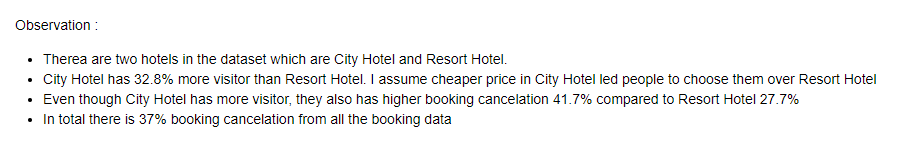 Observation :
• Therea are two hotels in the dataset which are City Hotel and Resort Hotel.
• City Hotel has 32.8% more visitor than Resort Hotel. I assume cheaper price in City Hotel led people to choose them over Resort Hotel
• Even though City Hotel has more visitor, they also has higher booking cancelation 41.7% compared to Resort Hotel 27.7%
• In total there is 37% booking cancelation from all the booking data